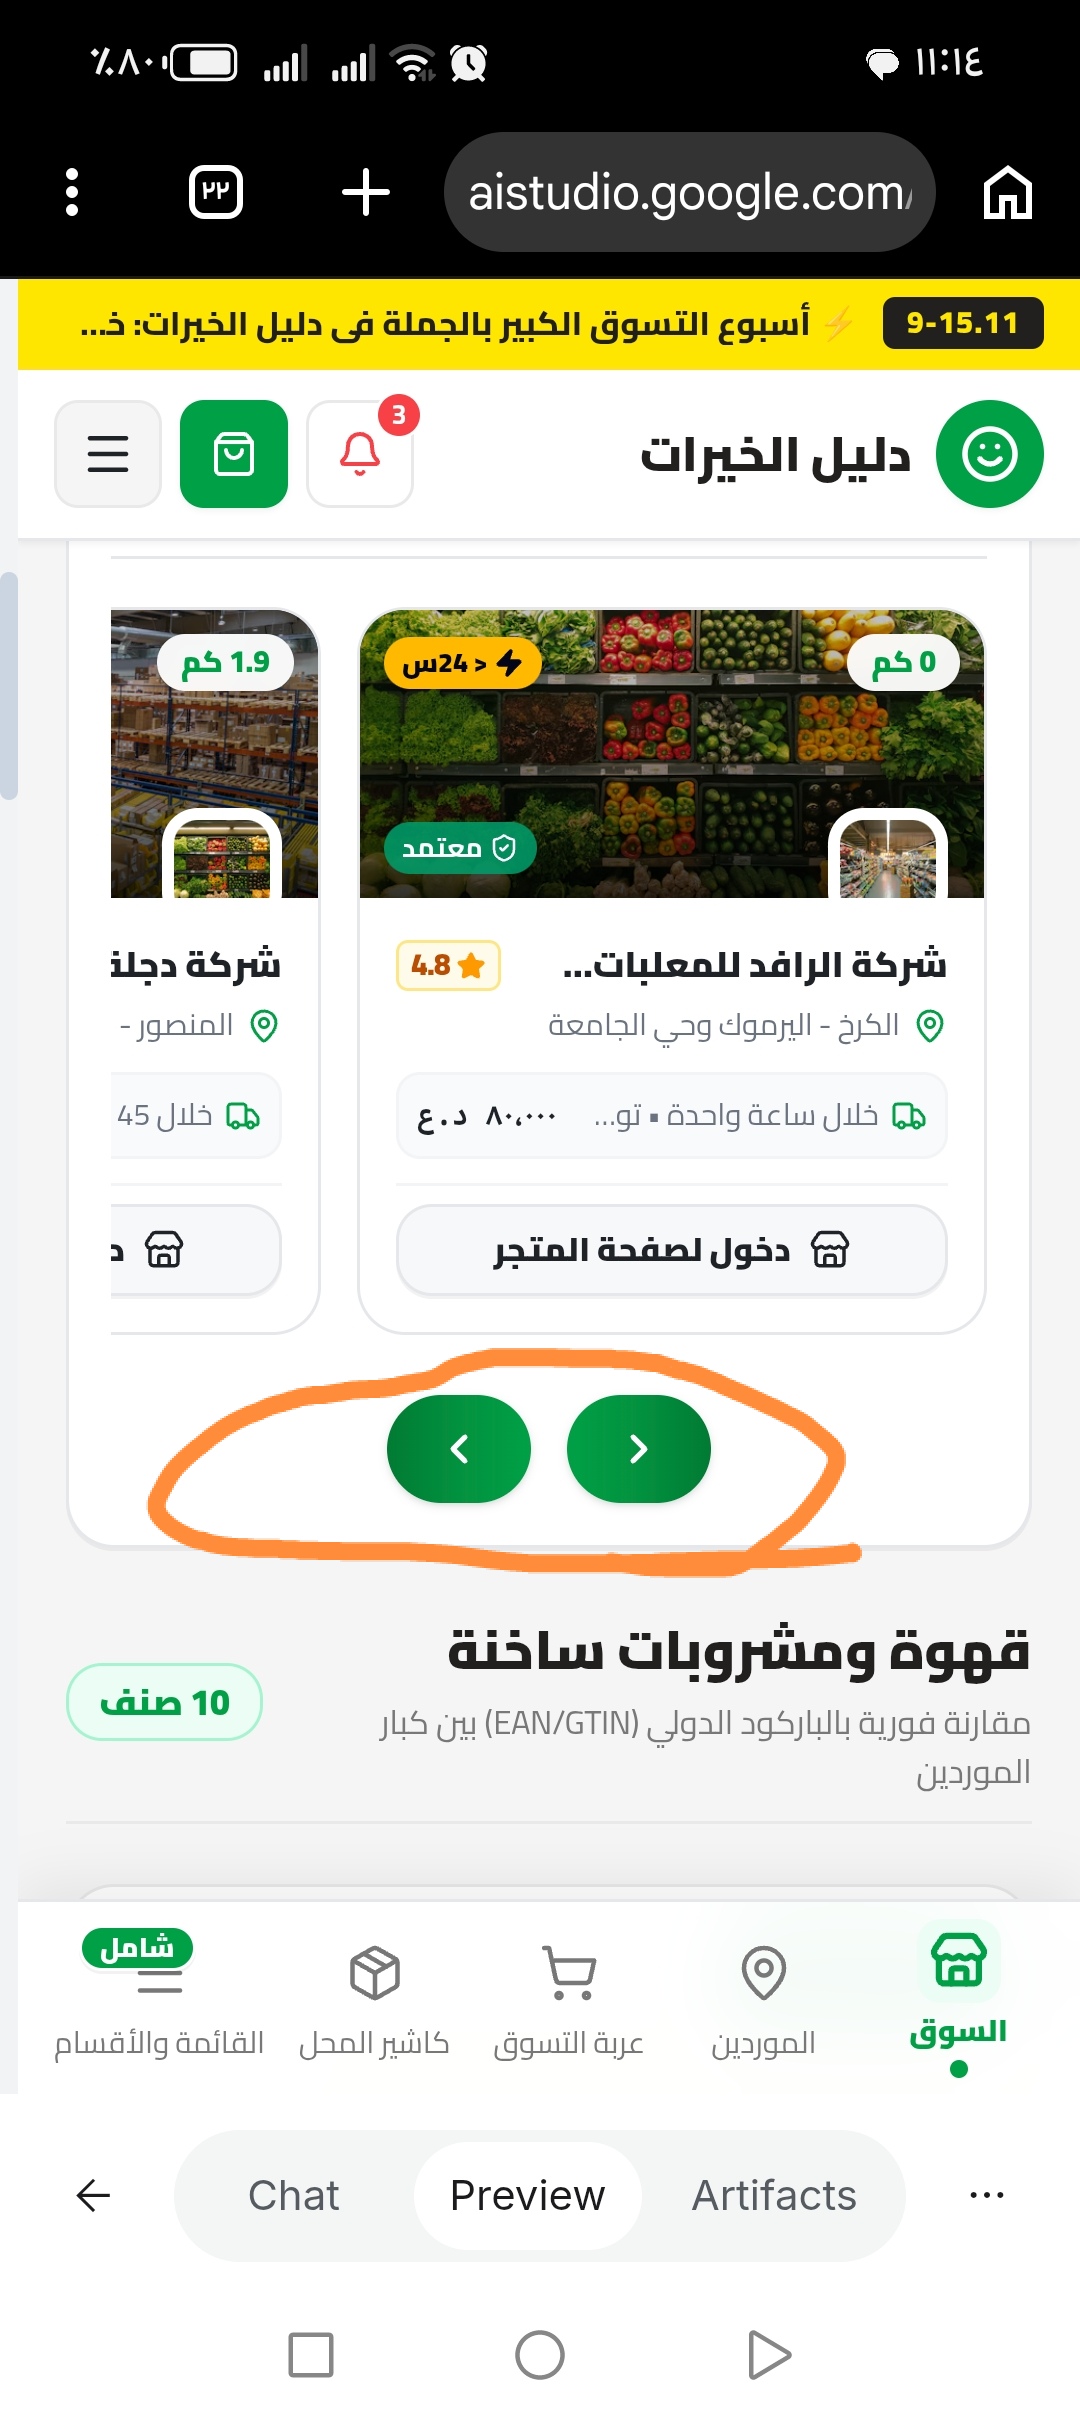 ١١:١٤
٪٨٠
aistudio.google.com/
٢٢
9-15.11
⚡ أسبوع التسوق الكبير بالجملة في دليل الخيرات: خ...
دليل الخيرات
3
0 كم
< 24س
معتمد
1.9 كم
شركة الرافد للمعلبات...
4.8
الكرخ - اليرموك وحي الجامعة
خلال ساعة واحدة ▪ تو...
٨٠،٠٠٠ د.ع
دخول لصفحة المتجر
شركة دجلة
المنصور -
خلال 45
د
قهوة ومشروبات ساخنة
10 صنف
مقارنة فورية بالباركود الدولي (EAN/GTIN) بين كبار
الموردين
السوق
الموردين
عربة التسوق
كاشير المحل
شامل
القائمة والأقسام
Chat
Preview
Artifacts